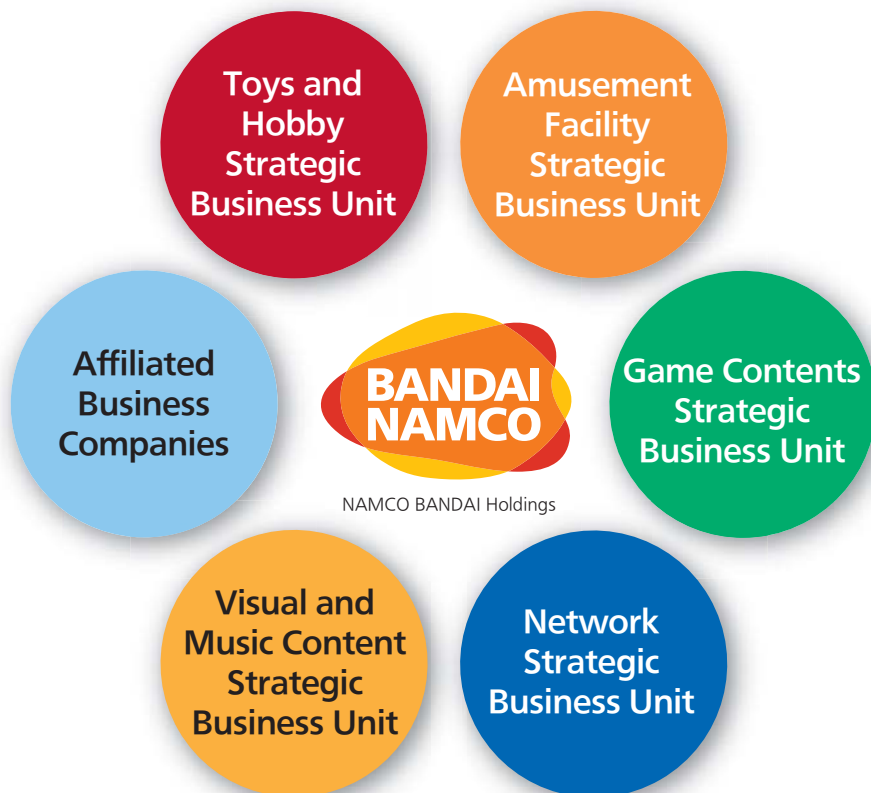 Toys and
Hobby
Strategic
Business Unit
Amusement
Facility
Strategic
Business Unit
Affiliated
Business
Companies
BANDAI
NAMCO
NAMCO BANDAI Holdings
Game Contents
Strategic
Business Unit
Visual and
Music Content
Strategic
Business Unit
Network
Strategic
Business Unit